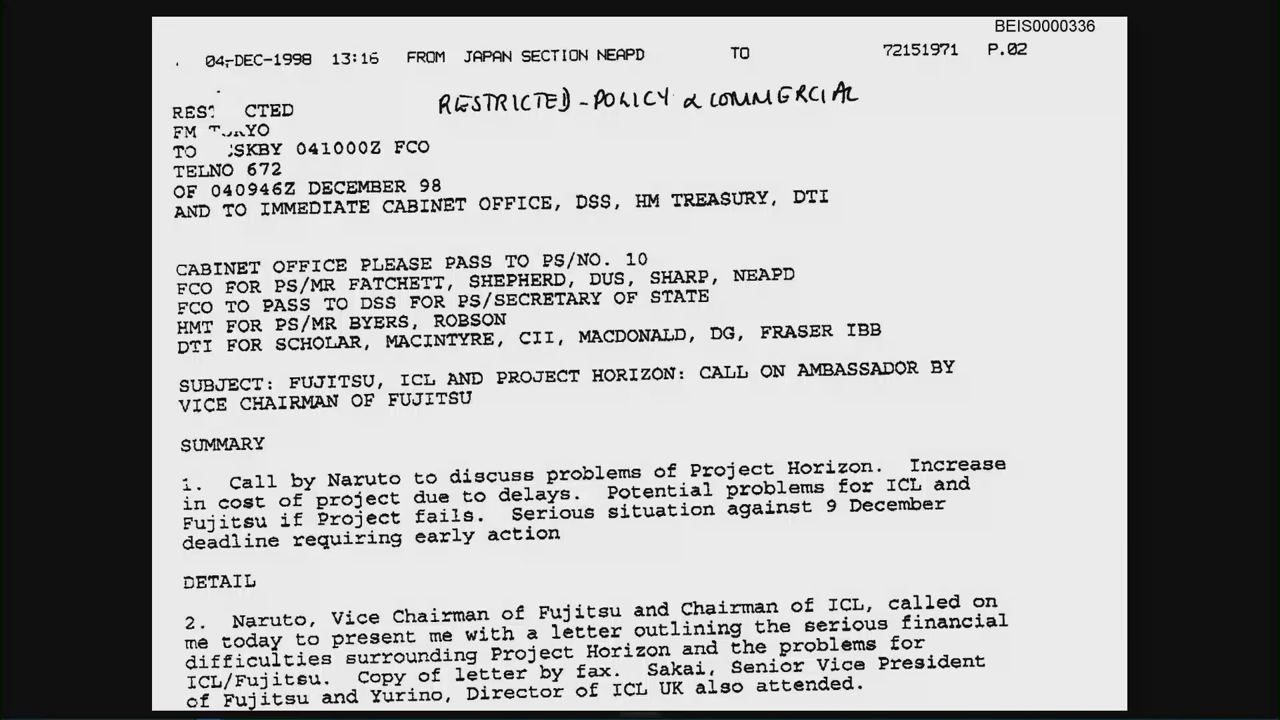 BEIS0000336
04-DEC-1998 13:16 FROM JAPAN SECTION NEAPD TO 72151971 P.02
RESTRICTED - POLICY & COMMERCIAL
CTED
FM
TO SKBY 041000Z FCO
TELNO 672
OF 040946Z DECEMBER 98
AND TO IMMEDIATE CABINET OFFICE, DSS, HM TREASURY, DTI
CABINET OFFICE PLEASE PASS TO PS/NO. 10
FCO FOR PS/MR FATCHETT, SHEPHERD, DUS, SHARP, NEAPD
FCO TO PASS TO DSS FOR PS/SECRETARY OF STATE
HMT FOR PS/MR BYERS, ROBSON
DTI FOR SCHOLAR, MACINTYRE, CII, MACDONALD, DG, FRASER IBB
SUBJECT: FUJITSU, ICL AND PROJECT HORIZON: CALL ON AMBASSADOR BY
VICE CHAIRMAN OF FUJITSU
SUMMARY
1. Call by Naruto to discuss problems of Project Horizon. Increase
in cost of project due to delays. Potential problems for ICL and
Fujitsu if Project fails. Serious situation against 9 December
deadline requiring early action
DETAIL
2. Naruto, Vice Chairman of Fujitsu and Chairman of ICL, called on
me today to present me with a letter outlining the serious financial
difficulties surrounding Project Horizon and the problems for
ICL/Fujitsu. Copy of letter by fax. Sakai, Senior Vice President
of Fujitsu and Yurino, Director of ICL UK also attended.